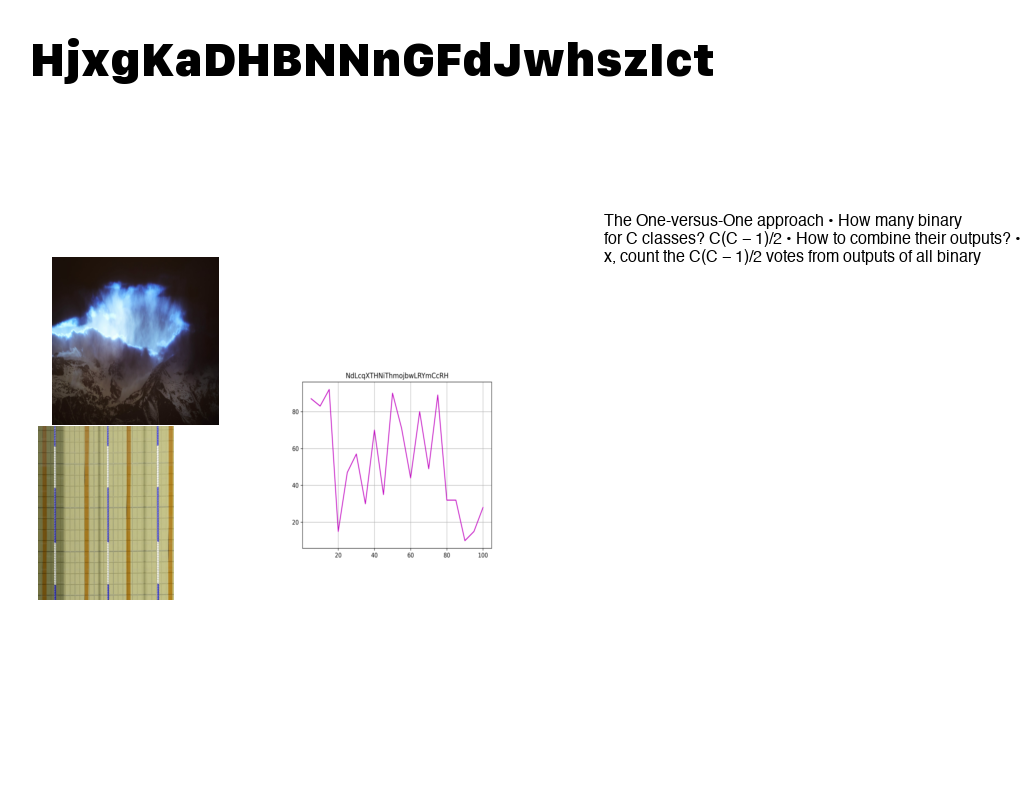 HjxgKaDHBNNnGFdJwhszIct
The One-versus-One approach • How many binary
for C classes? C(C – 1)/2 • How to combine their outputs? •
x, count the C(C – 1)/2 votes from outputs of all binary
NdLcqXTHNiThmojbwLRYmCcRH
80
60
40
20
20 40 60 80 100